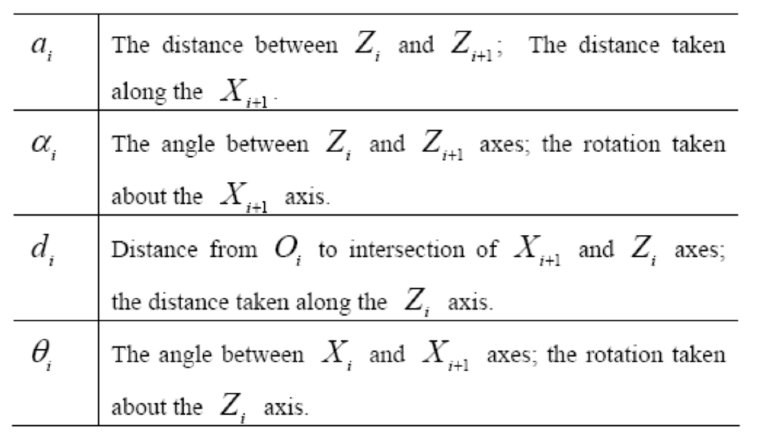 a_i The distance between Z_i and Z_{i+1}; The distance taken
along the X_{i+1}.
α_i The angle between Z_i and Z_{i+1} axes; the rotation taken
about the X_{i+1} axis.
d_i Distance from O_i to intersection of X_{i+1} and Z_i axes;
the distance taken along the Z_i axis.
θ_i The angle between X_i and X_{i+1} axes; the rotation taken
about the Z_i axis.